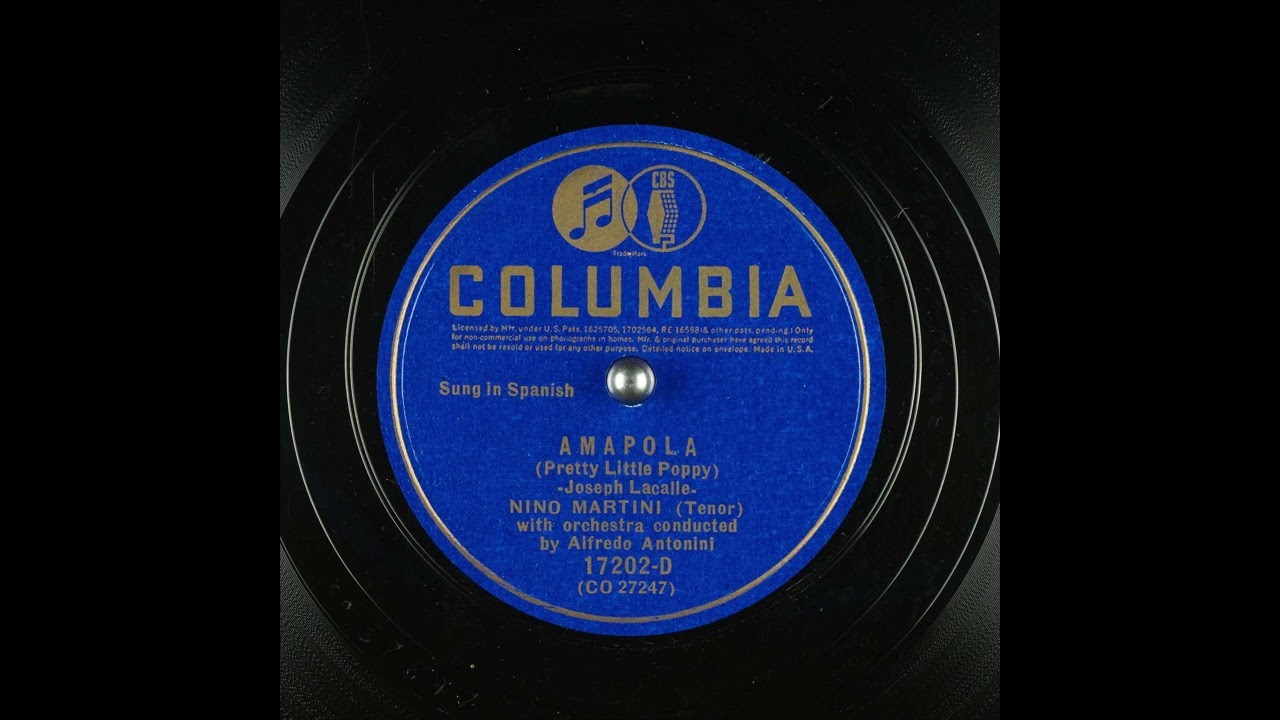 CBS
Trade Mark
COLUMBIA
Licensed by Mfr. under U.S. Pats. 1625705, 1702564, RE 16588 & other pats. pending. Only
for non-commercial use on phonographs in homes. Mfr. & original purchaser have agreed this record
shall not be resold or used for any other purpose. Detailed notice on envelope. Made in U.S.A.
Sung in Spanish
AMAPOLA
(Pretty Little Poppy)
-Joseph Lacalle-
NINO MARTINI (Tenor)
with orchestra conducted
by Alfredo Antonini
17202-D
(CO 27247)